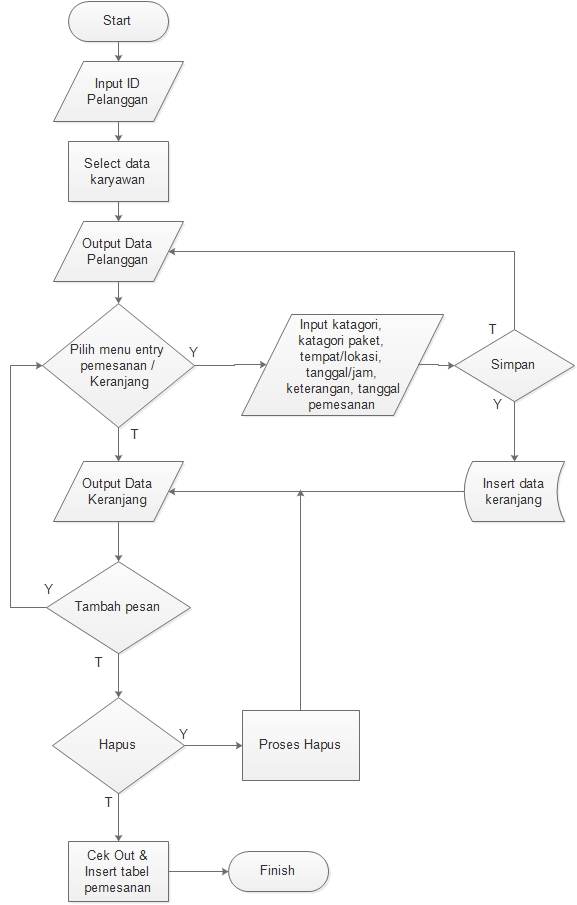 Start
Input ID
Pelanggan
Select data
karyawan
Output Data
Pelanggan
Pilih menu entry
pemesanan /
Keranjang
Y
T
Input katagori,
katagori paket,
tempat/lokasi,
tanggal/jam,
keterangan, tanggal
pemesanan
T
Simpan
Y
Output Data
Keranjang
Insert data
keranjang
Y
Tambah pesan
T
Hapus
Y
Proses Hapus
T
Cek Out &
Insert tabel
pemesanan
Finish